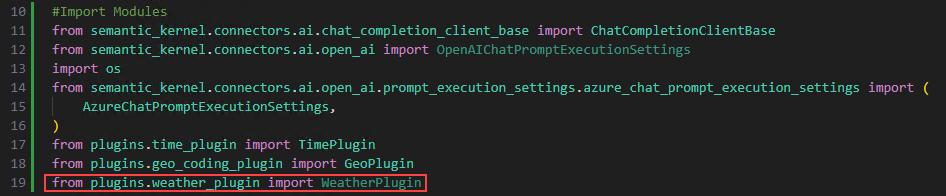 10 #Import Modules
11 from semantic_kernel.connectors.ai.chat_completion_client_base import ChatCompletionClientBase
12 from semantic_kernel.connectors.ai.open_ai import OpenAIChatPromptExecutionSettings
13 import os
14 from semantic_kernel.connectors.ai.open_ai.prompt_execution_settings.azure_chat_prompt_execution_settings import (
15     AzureChatPromptExecutionSettings,
16 )
17 from plugins.time_plugin import TimePlugin
18 from plugins.geo_coding_plugin import GeoPlugin
19 from plugins.weather_plugin import WeatherPlugin